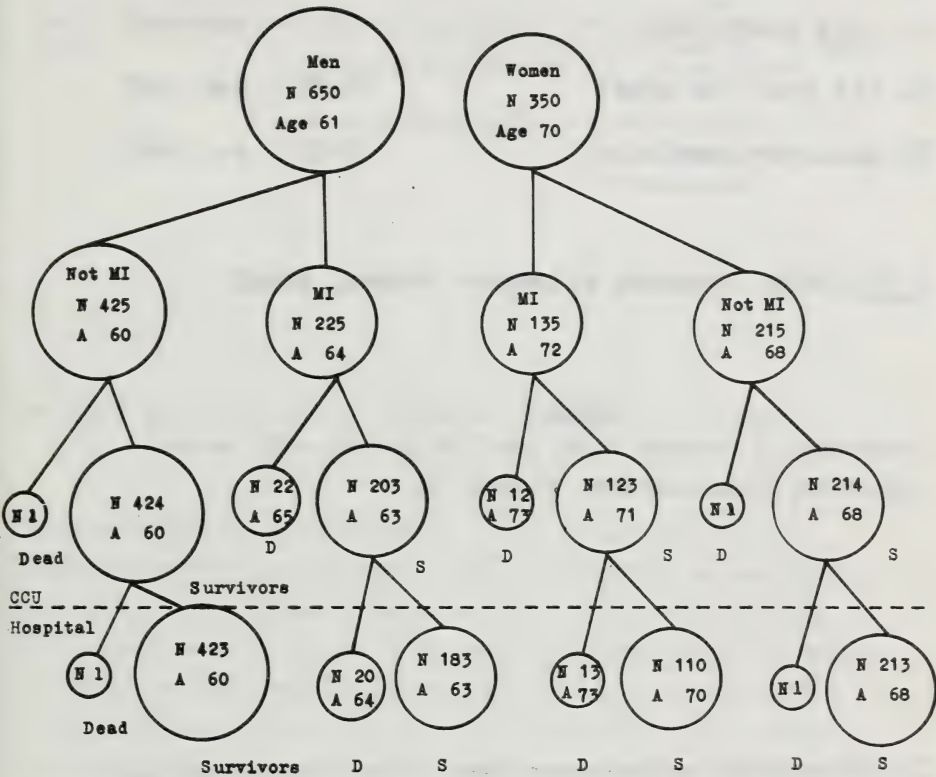 Men
N 650
Age 61
Women
N 350
Age 70
Not MI
N 425
A 60
MI
N 225
A 64
MI
N 135
A 72
Not MI
N 215
A 68
N 1
Dead
N 424
A 60
Survivors
N 22
A 65
D
N 203
A 63
S
N 12
A 73
D
N 123
A 71
S
N 1
D
N 214
A 68
S
CCU
Hospital
N 1
Dead
N 423
A 60
Survivors
N 20
A 64
D
N 183
A 63
S
N 13
A 73
D
N 110
A 70
S
N 1
D
N 213
A 68
S